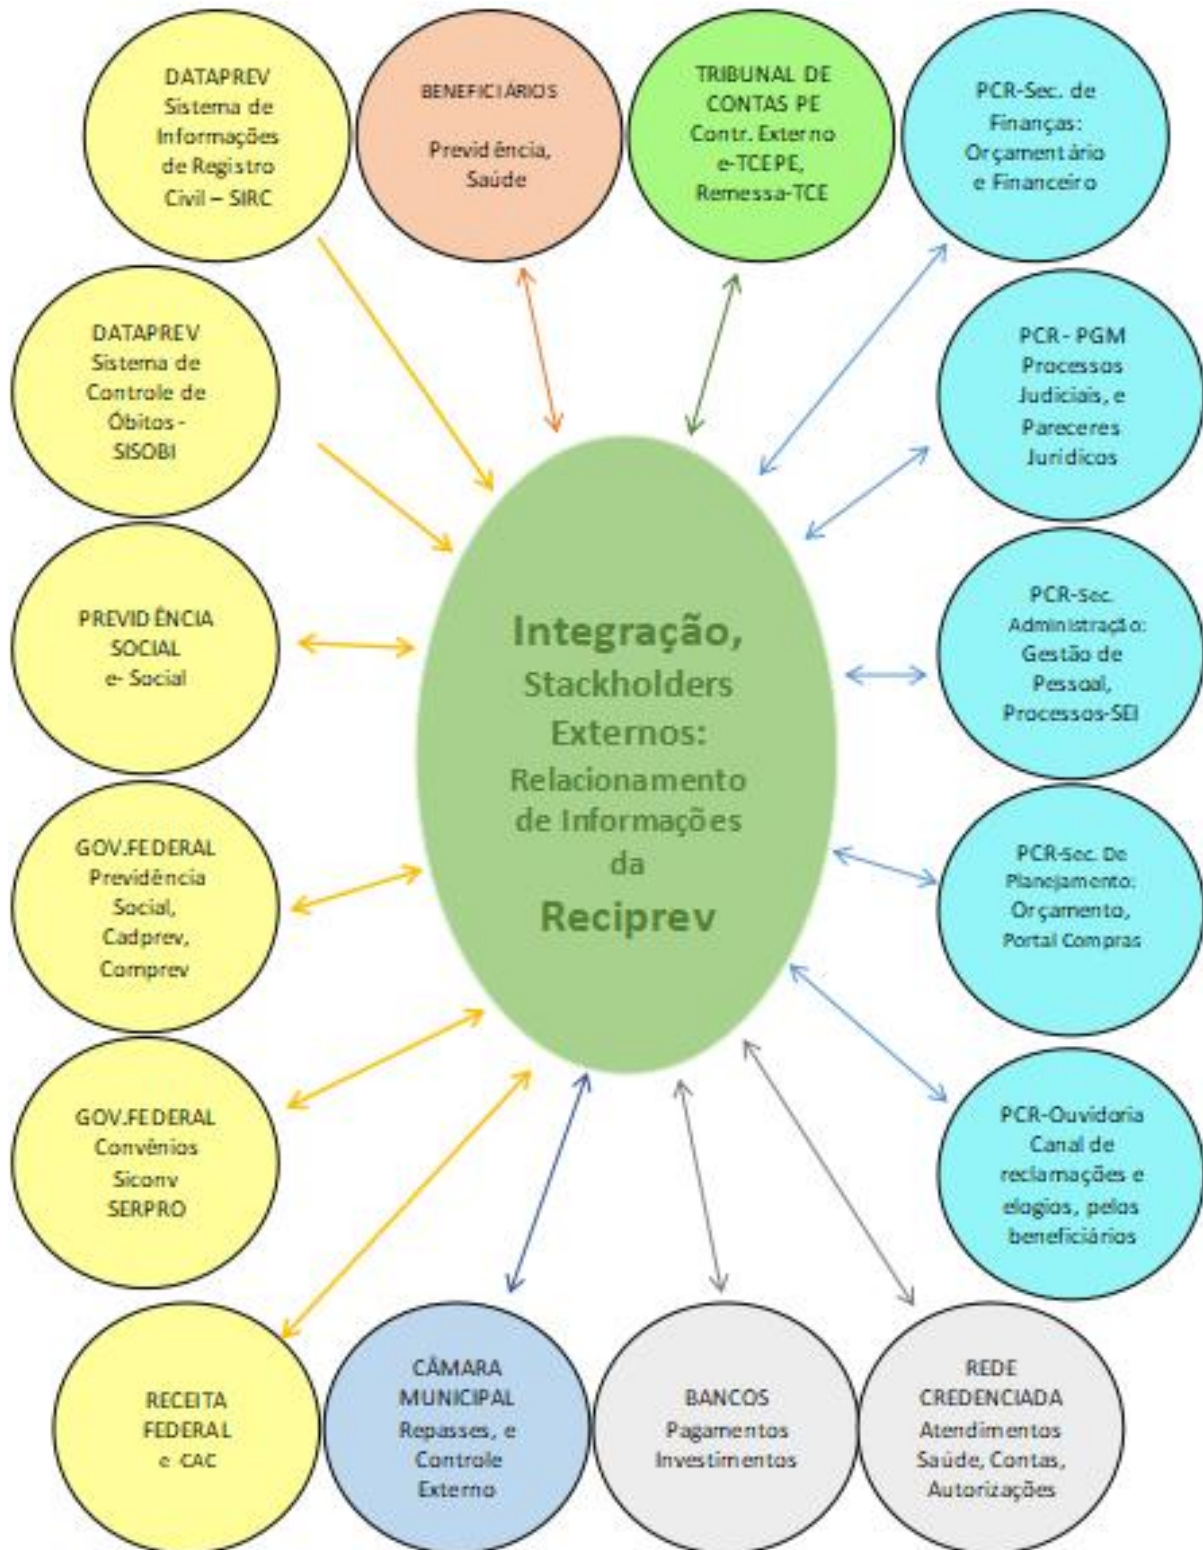 DATAPREV
Sistema de
Informações
de Registro
Civil – SIRC
BENEFICIÁRIOS
Previdência,
Saúde
TRIBUNAL DE
CONTAS PE
Contr. Externo
e-TCEPE,
Remessa-TCE
PCR-Sec. de
Finanças:
Orçamentário
e Financeiro
DATAPREV
Sistema de
Controle de
Óbitos -
SISOBI
PCR - PGM
Processos
Judiciais, e
Pareceres
Jurídicos
PREVIDÊNCIA
SOCIAL
e- Social
Integração,
Stackholders
Externos:
Relacionamento
de Informações
da
Reciprev
PCR-Sec.
Administração:
Gestão de
Pessoal,
Processos-SEI
GOV.FEDERAL
Previdência
Social,
Cadprev,
Comprev
PCR-Sec. De
Planejamento:
Orçamento,
Portal Compras
GOV.FEDERAL
Convênios
Siconv
SERPRO
PCR-Ouvidoria
Canal de
reclamações e
elogios, pelos
beneficiários
RECEITA
FEDERAL
e CAC
CÂMARA
MUNICIPAL
Repasses, e
Controle
Externo
BANCOS
Pagamentos
Investimentos
REDE
CREDENCIADA
Atendimentos
Saúde, Contas,
Autorizações